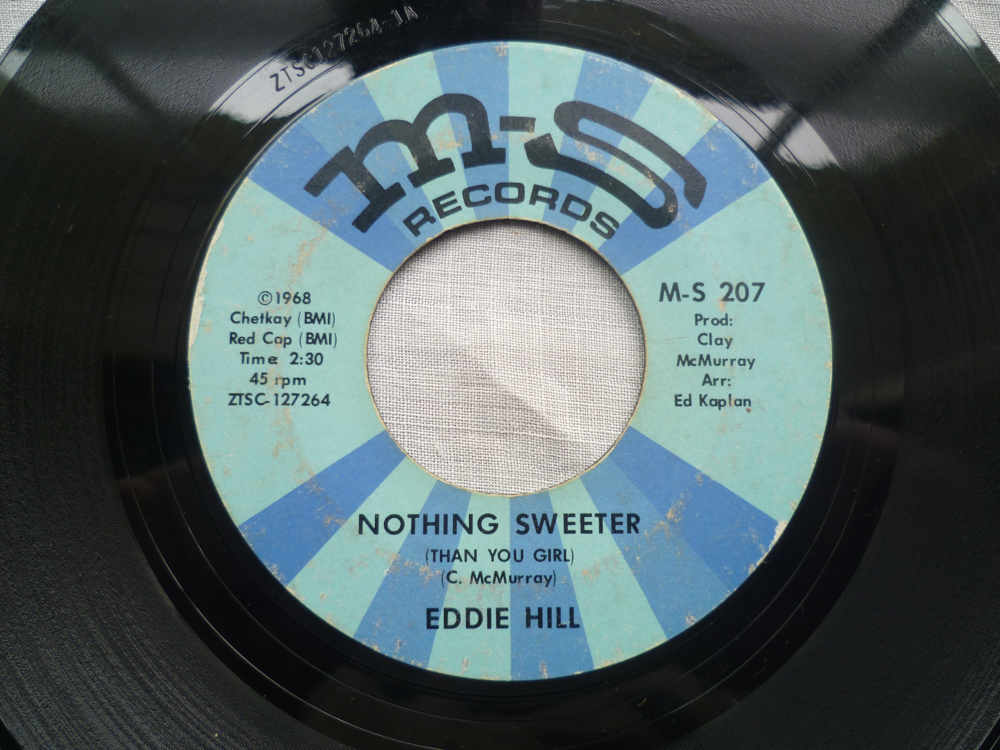 ZTSC127264-1A
m-S
RECORDS
©1968
Chetkay (BMI)
Red Cap (BMI)
Time 2:30
45 rpm
ZTSC-127264
M-S 207
Prod:
Clay
McMurray
Arr:
Ed Kaplan
NOTHING SWEETER
(THAN YOU GIRL)
(C. McMurray)
EDDIE HILL